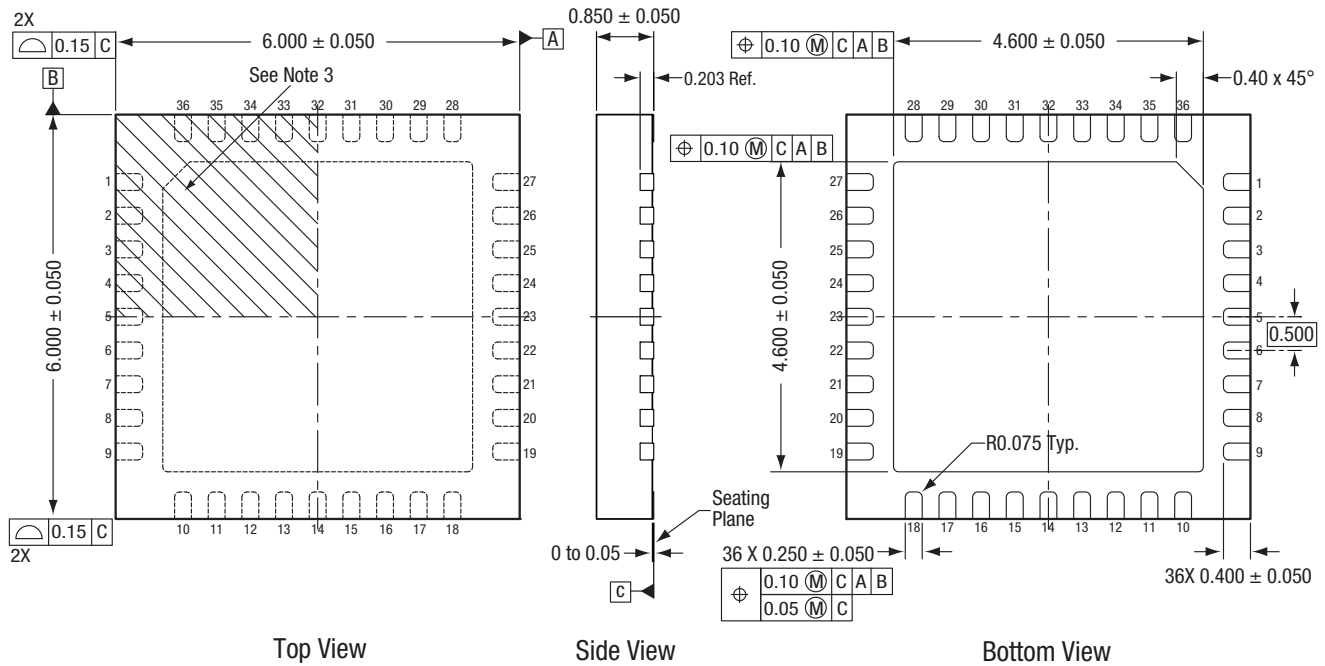 2X
⌓ 0.15 C
6.000 ± 0.050
A
B
See Note 3
36 35 34 33 32 31 30 29 28
1
2
3
4
5
6
7
8
9
27
26
25
24
23
22
21
20
19
10 11 12 13 14 15 16 17 18
6.000 ± 0.050
⌓ 0.15 C
2X
Top View
0.850 ± 0.050
0.203 Ref.
Seating
Plane
0 to 0.05
C
Side View
⌖ 0.10 Ⓜ C A B
4.600 ± 0.050
0.40 x 45°
⌖ 0.10 Ⓜ C A B
28 29 30 31 32 33 34 35 36
27
26
25
24
23
22
21
20
19
1
2
3
4
5
6
7
8
9
4.600 ± 0.050
0.500
R0.075 Typ.
18 17 16 15 14 13 12 11 10
36 X 0.250 ± 0.050
⌖ 0.10 Ⓜ C A B
0.05 Ⓜ C
36X 0.400 ± 0.050
Bottom View